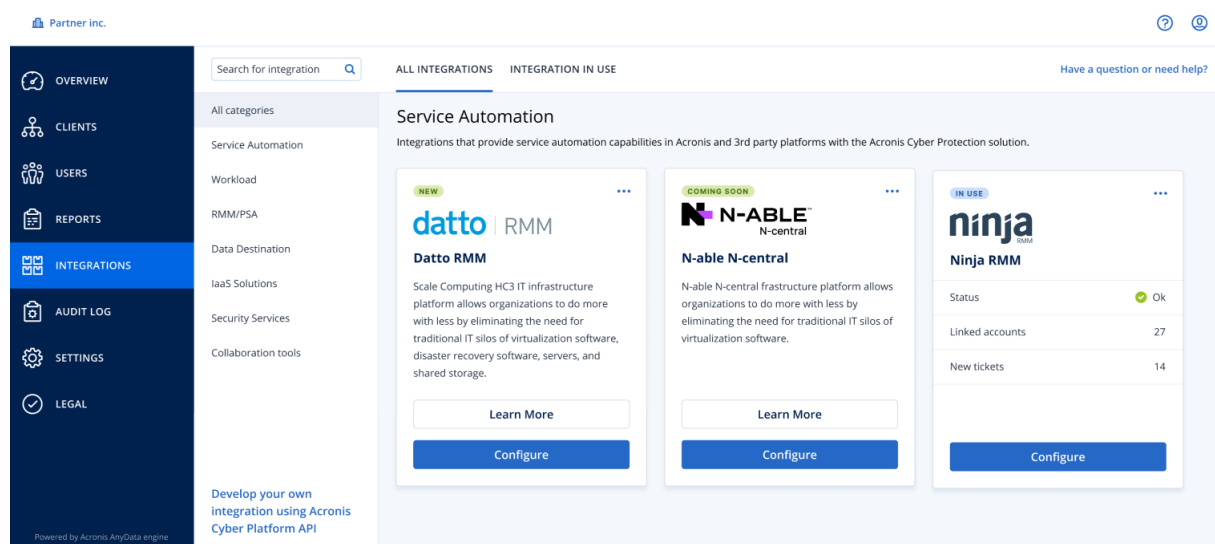 Partner inc.
OVERVIEW
CLIENTS
USERS
REPORTS
INTEGRATIONS
AUDIT LOG
SETTINGS
LEGAL
Powered by Acronis AnyData engine
Search for integration
All categories
Service Automation
Workload
RMM/PSA
Data Destination
IaaS Solutions
Security Services
Collaboration tools
Develop your own
integration using Acronis
Cyber Platform API
ALL INTEGRATIONS INTEGRATION IN USE
Have a question or need help?
Service Automation
Integrations that provide service automation capabilities in Acronis and 3rd party platforms with the Acronis Cyber Protection solution.
NEW
datto RMM
Datto RMM
Scale Computing HC3 IT infrastructure
platform allows organizations to do more
with less by eliminating the need for
traditional IT silos of virtualization software,
disaster recovery software, servers, and
shared storage.
Learn More
Configure
COMING SOON
N-ABLE™
N-central
N-able N-central
N-able N-central frastructure platform allows
organizations to do more with less by
eliminating the need for traditional IT silos of
virtualization software.
Learn More
Configure
IN USE
ninja
RMM
Ninja RMM
Status Ok
Linked accounts 27
New tickets 14
Configure